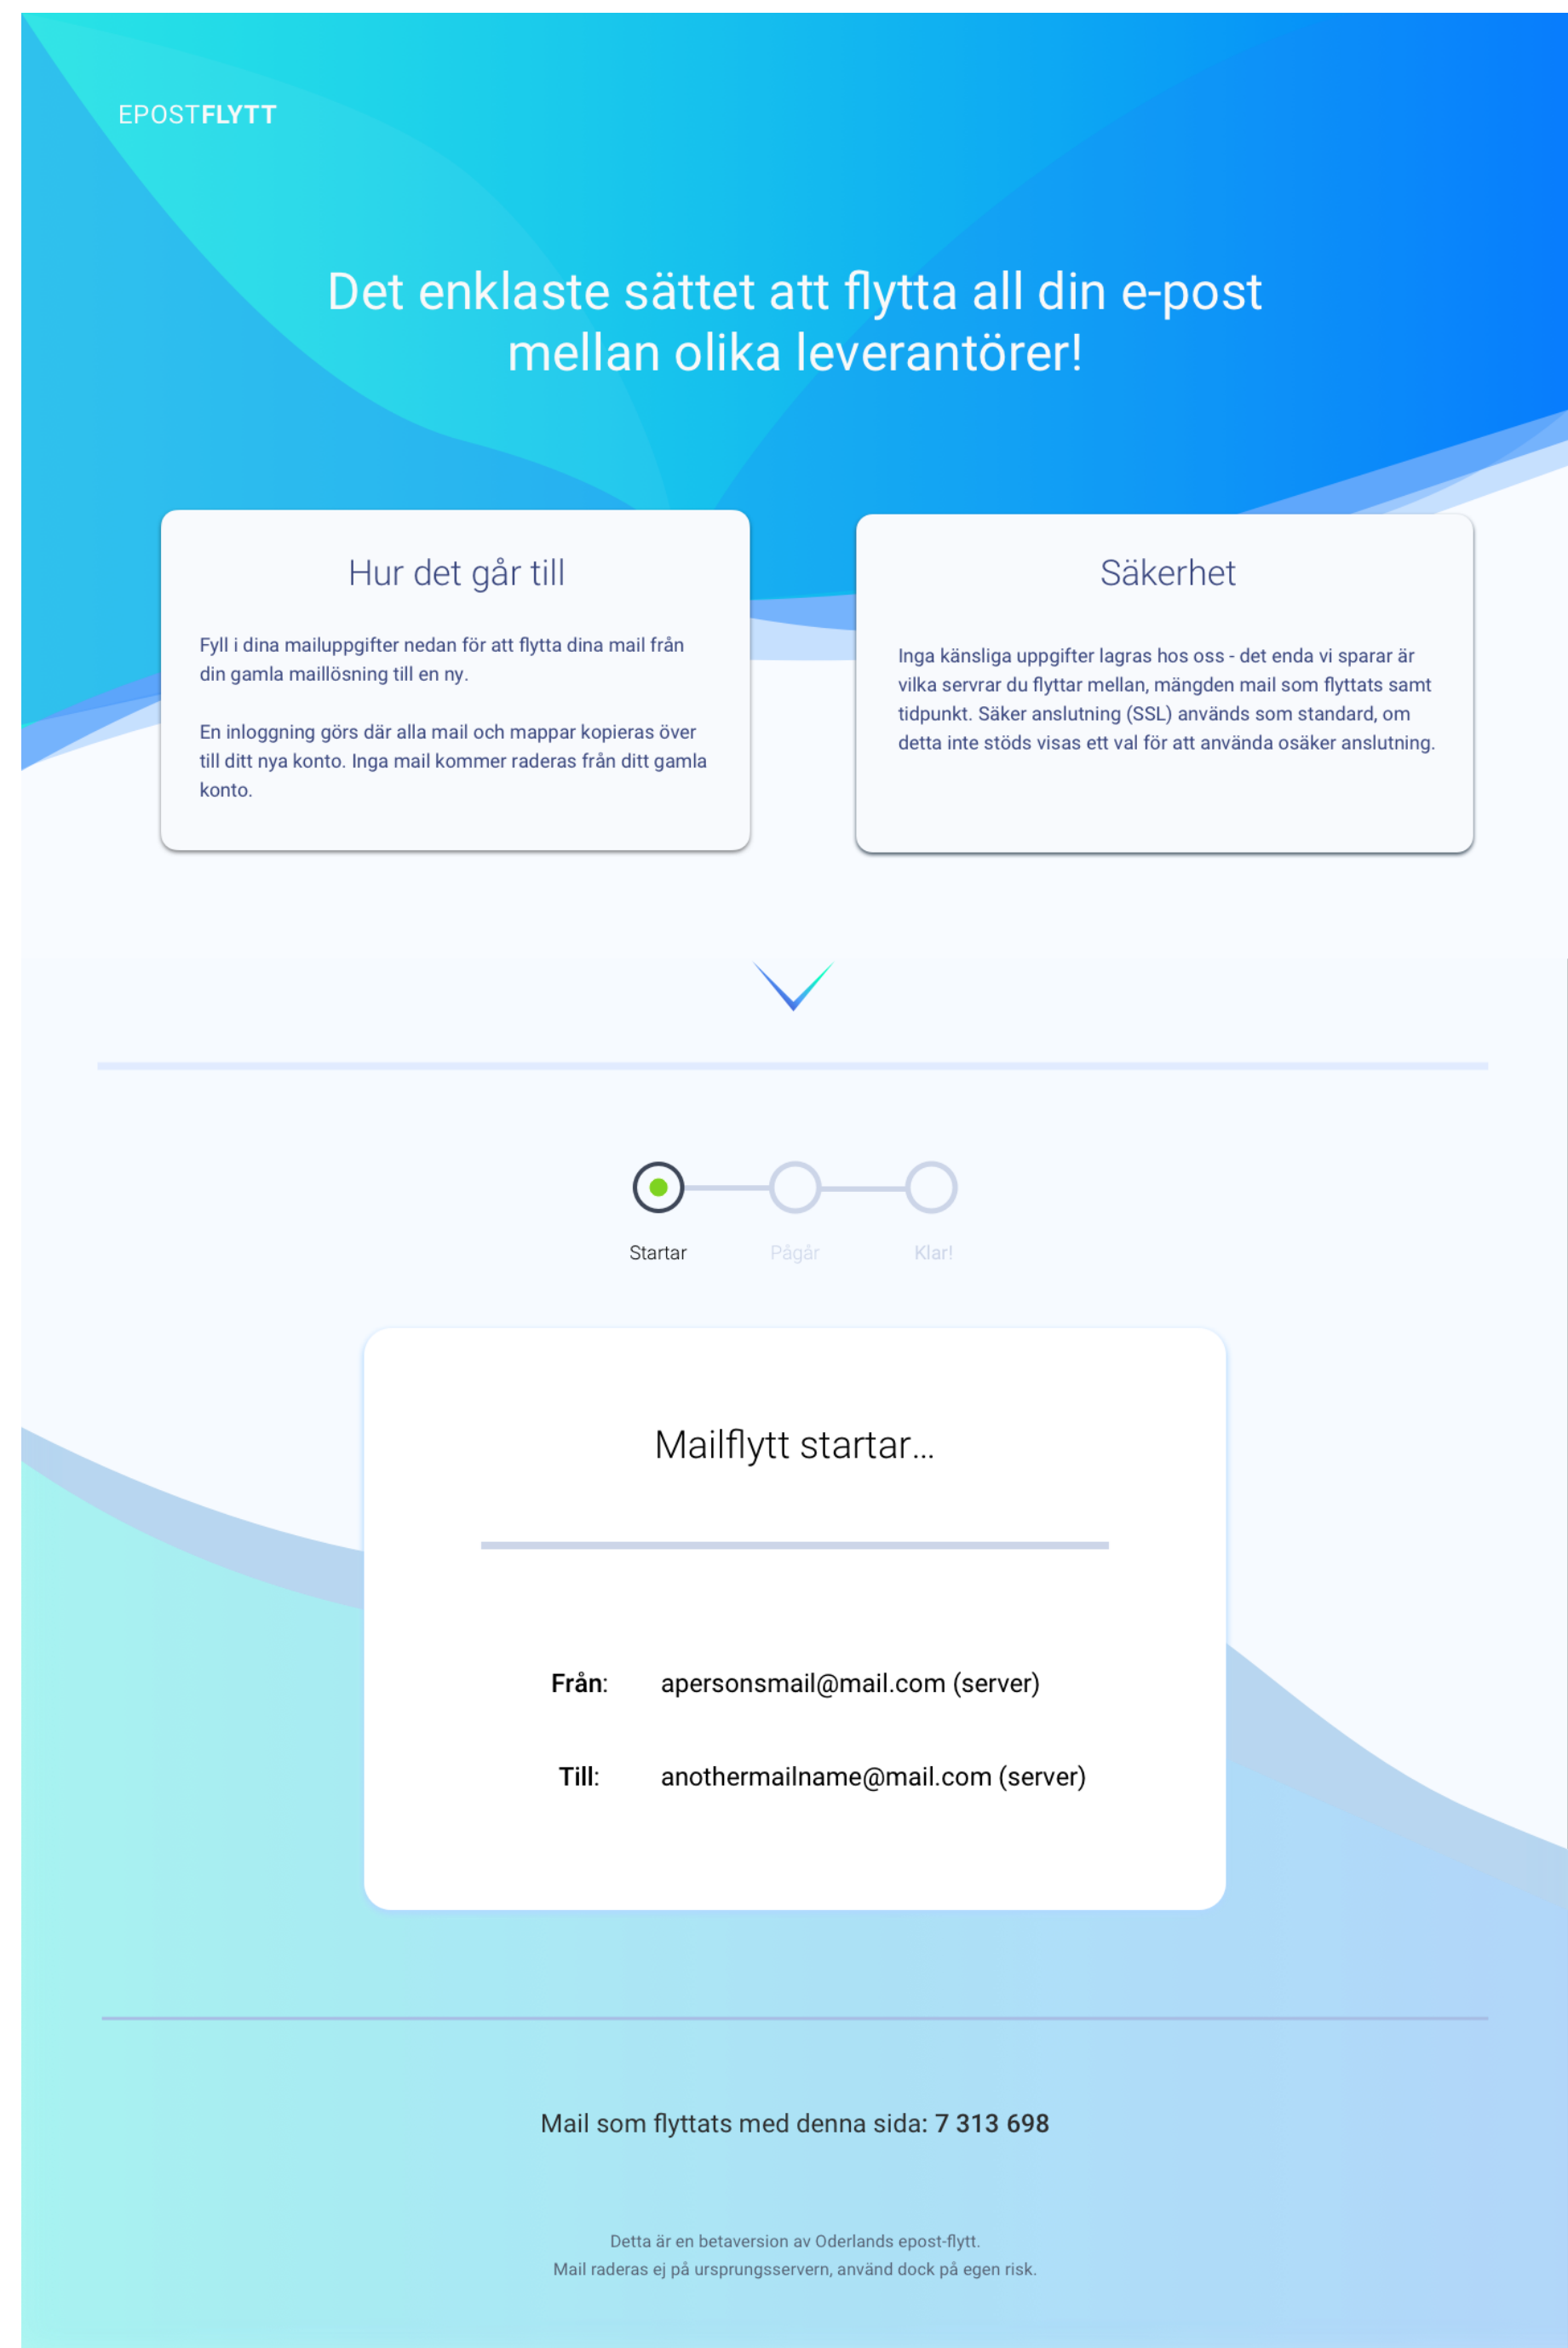 EPOSTFLYTT
Det enklaste sättet att flytta all din e-post
mellan olika leverantörer!
Hur det går till
Fyll i dina mailuppgifter nedan för att flytta dina mail från
din gamla maillösning till en ny.
En inloggning görs där alla mail och mappar kopieras över
till ditt nya konto. Inga mail kommer raderas från ditt gamla
konto.
Säkerhet
Inga känsliga uppgifter lagras hos oss - det enda vi sparar är
vilka servrar du flyttar mellan, mängden mail som flyttats samt
tidpunkt. Säker anslutning (SSL) används som standard, om
detta inte stöds visas ett val för att använda osäker anslutning.
Startar Pågår Klar!
Mailflytt startar...
Från: apersonsmail@mail.com (server)
Till: anothermailname@mail.com (server)
Mail som flyttats med denna sida: 7 313 698
Detta är en betaversion av Oderlands epost-flytt.
Mail raderas ej på ursprungsservern, använd dock på egen risk.